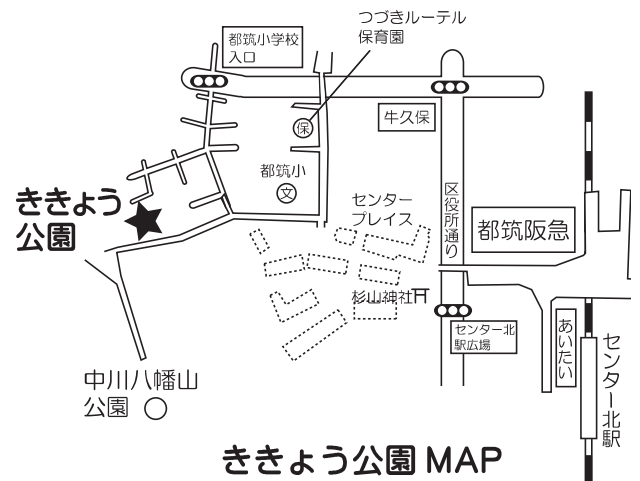 つづきルーテル
保育園
都筑小学校
入口
保
牛久保
都筑小
文
ききょう
公園
センター
プレイス
区役所通り
都筑阪急
杉山神社
センター北
駅広場
あいたい
センター北駅
中川八幡山
公園
ききょう公園 MAP